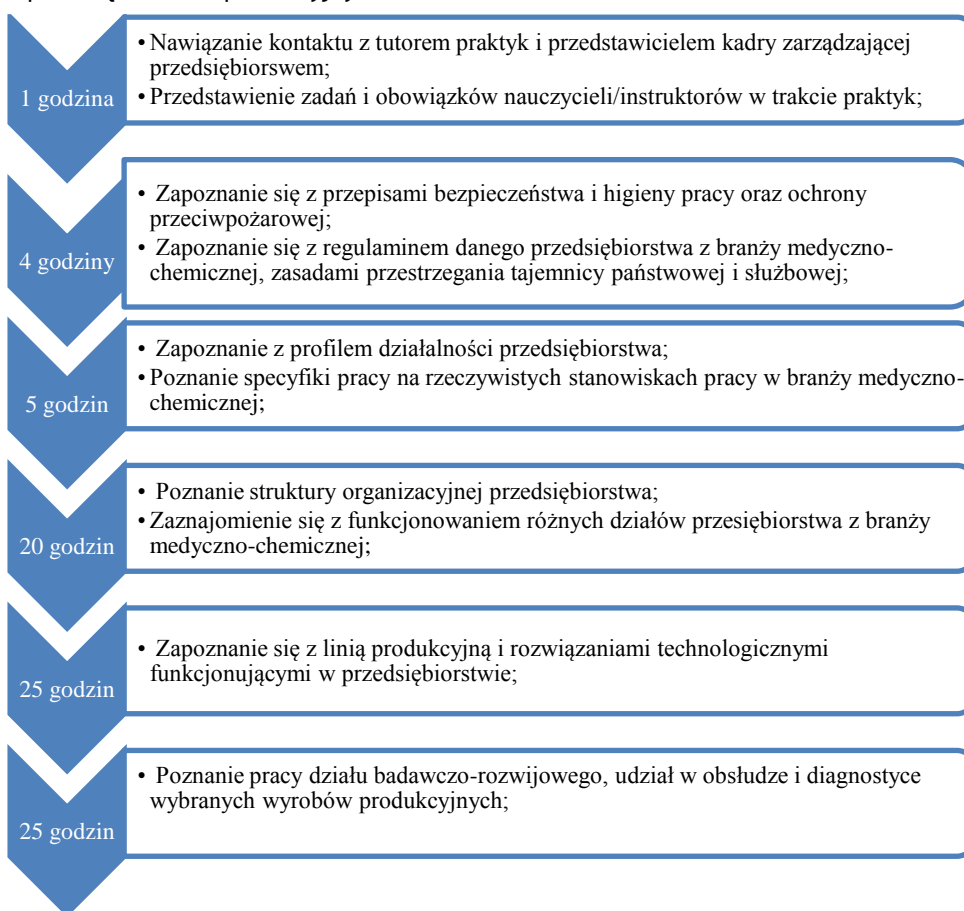 • Nawiązanie kontaktu z tutorem praktyk i przedstawicielem kadry zarządzającej
przedsiębiorswem;
1 godzina
• Przedstawienie zadań i obowiązków nauczycieli/instruktorów w trakcie praktyk;
• Zapoznanie się z przepisami bezpieczeństwa i higieny pracy oraz ochrony
przeciwpożarowej;
4 godziny
• Zapoznanie się z regulaminem danego przedsiębiorstwa z branży medyczno-
chemicznej, zasadami przestrzegania tajemnicy państwowej i służbowej;
• Zapoznanie z profilem działalności przedsiębiorstwa;
• Poznanie specyfiki pracy na rzeczywistych stanowiskach pracy w branży medyczno-
chemicznej;
5 godzin
• Poznanie struktury organizacyjnej przedsiębiorstwa;
• Zaznajomienie się z funkcjonowaniem różnych działów przesiębiorstwa z branży
medyczno-chemicznej;
20 godzin
• Zapoznanie się z linią produkcyjną i rozwiązaniami technologicznymi
funkcjonującymi w przedsiębiorstwie;
25 godzin
• Poznanie pracy działu badawczo-rozwijowego, udział w obsłudze i diagnostyce
wybranych wyrobów produkcyjnych;
25 godzin